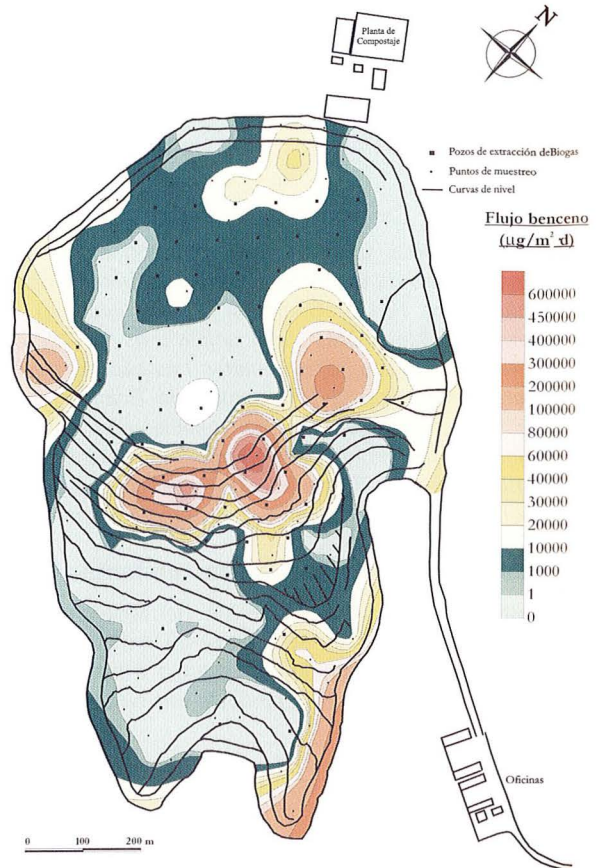 Planta de
Compostaje
N
Pozos de extracción deBiogas
Puntos de muestreo
Curvas de nivel
Flujo benceno
(µg/m² d)
600000
450000
400000
300000
200000
100000
80000
60000
40000
30000
20000
10000
1000
1
0
Oficinas
0 100 200 m